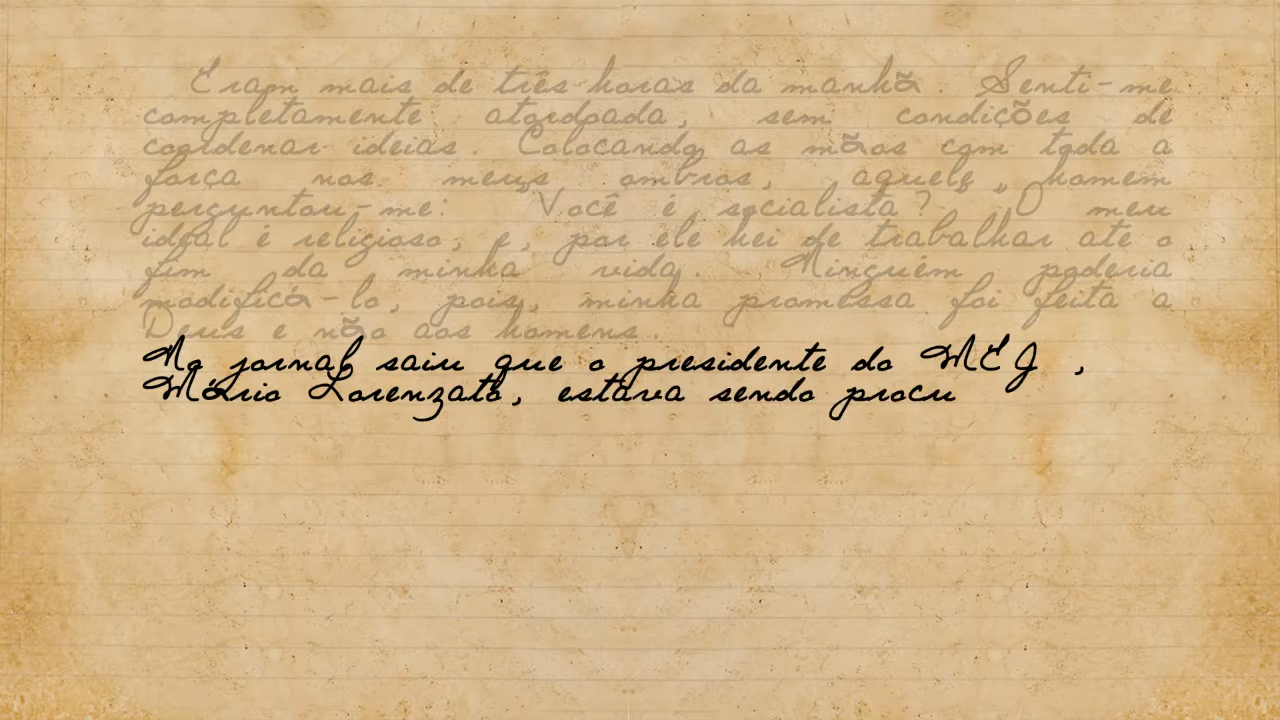 Eram mais de três horas da manhã. Senti-me
completamente atordoada, sem condições de
coordenar ideias. Colocando as mãos com toda a
força nos meus ombros, aquele homem
perguntou-me: "Você é socialista?" O meu
ideal é religioso, e, por ele hei de trabalhar até o
fim da minha vida. Ninguém poderia
modificá-lo, pois, minha promessa foi feita a
Deus e não aos homens.
No jornal saiu que o presidente do MEJ,
Mário Lorenzato, estava sendo procu